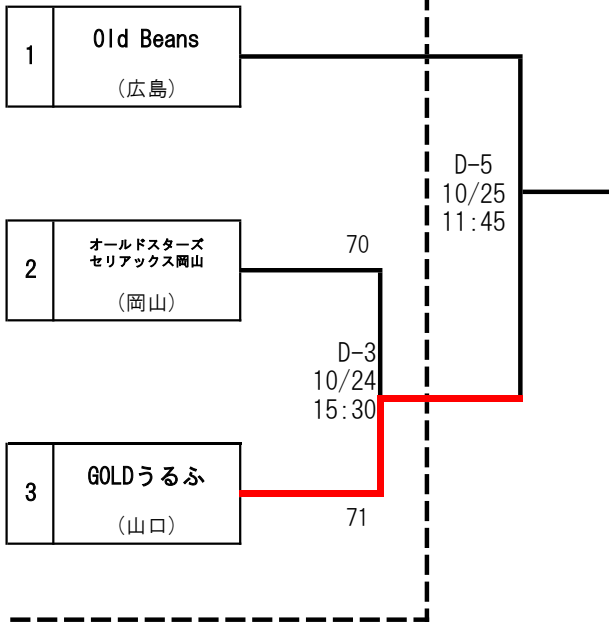 1
Old Beans
（広島）
D-5
10/25
11:45
2
オールドスターズ
セリアックス岡山
（岡山）
70
D-3
10/24
15:30
3
GOLDうるふ
（山口）
71